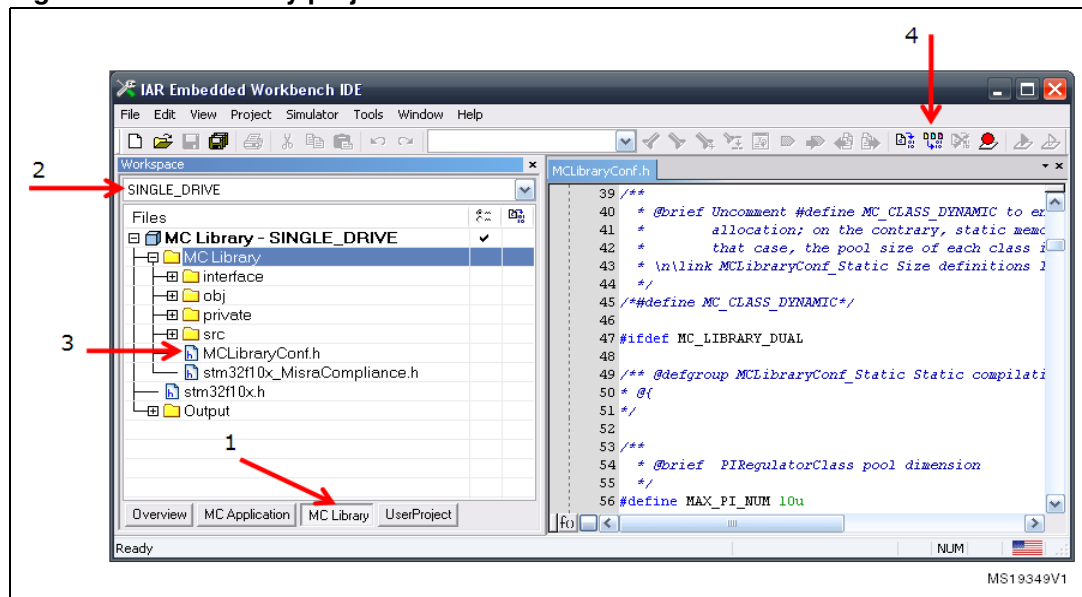 4
IAR Embedded Workbench IDE
File Edit View Project Simulator Tools Window Help
2
Workspace
MCLibraryConf.h
SINGLE_DRIVE
Files
MC Library - SINGLE_DRIVE
MC Library
interface
obj
private
src
3
MCLibraryConf.h
stm32f10x_MisraCompliance.h
stm32f10x.h
Output
1
Overview MC Application MC Library UserProject
39 /**
40 * @brief Uncomment #define MC_CLASS_DYNAMIC to en
41 * allocation; on the contrary, static memo
42 * that case, the pool size of each class i
43 * \n\link MCLibraryConf_Static Size definitions l
44 */
45 /*#define MC_CLASS_DYNAMIC*/
46
47 #ifdef MC_LIBRARY_DUAL
48
49 /** @defgroup MCLibraryConf_Static Static compilati
50 * @{
51 */
52
53 /**
54 * @brief PIRegulatorClass pool dimension
55 */
56 #define MAX_PI_NUM 10u
f()
Ready
NUM
MS19349V1